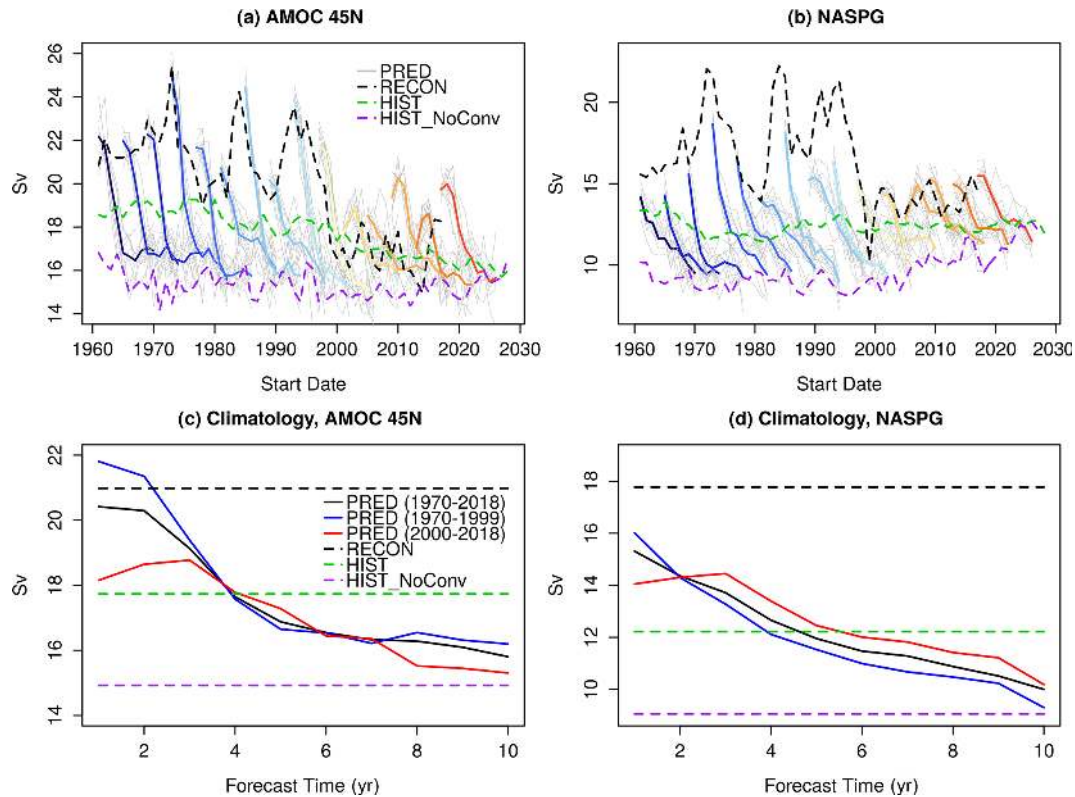 (a) AMOC 45N
Sv
26
24
22
20
18
16
14
PRED
RECON
HIST
HIST_NoConv
1960 1970 1980 1990 2000 2010 2020 2030
Start Date
(b) NASPG
Sv
20
15
10
1960 1970 1980 1990 2000 2010 2020 2030
Start Date
(c) Climatology, AMOC 45N
Sv
22
20
18
16
14
PRED (1970-2018)
PRED (1970-1999)
PRED (2000-2018)
RECON
HIST
HIST_NoConv
2 4 6 8 10
Forecast Time (yr)
(d) Climatology, NASPG
Sv
18
16
14
12
10
2 4 6 8 10
Forecast Time (yr)